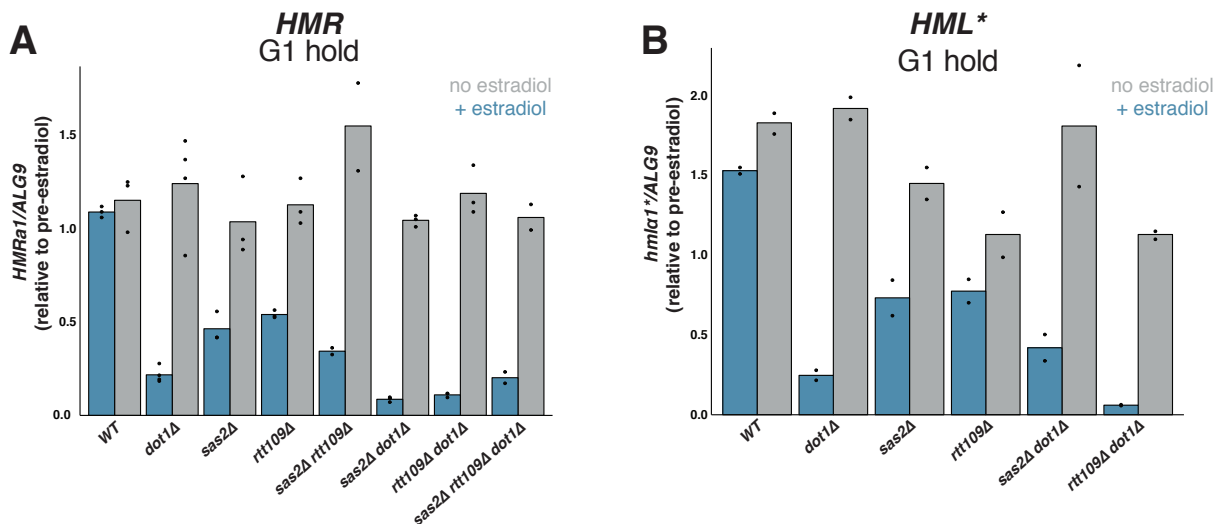 A
HMR
G1 hold
no estradiol
+ estradiol
HMRa1/ALG9
(relative to pre-estradiol)
1.5
1.0
0.5
0.0
WT
dot1Δ
sas2Δ
rtt109Δ
sas2Δ rtt109Δ
sas2Δ dot1Δ
rtt109Δ dot1Δ
sas2Δ rtt109Δ dot1Δ
B
HML*
G1 hold
no estradiol
+ estradiol
hmlα1*/ALG9
(relative to pre-estradiol)
2.0
1.5
1.0
0.5
0.0
WT
dot1Δ
sas2Δ
rtt109Δ
sas2Δ dot1Δ
rtt109Δ dot1Δ